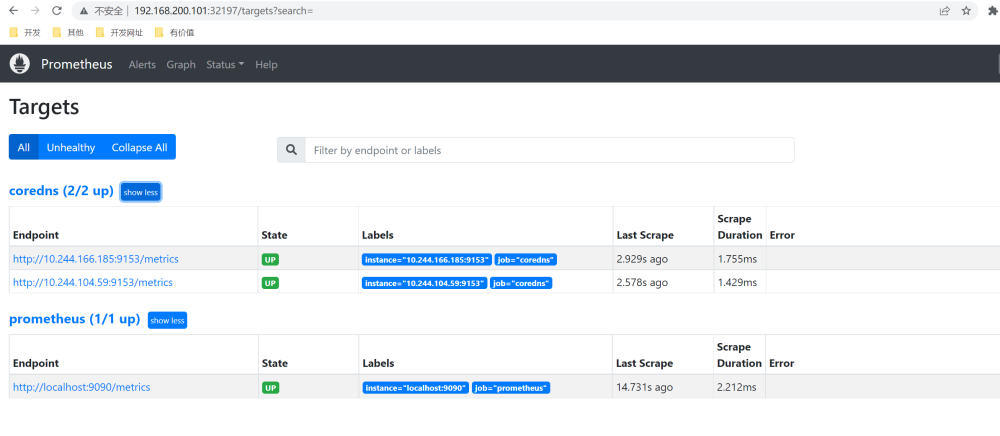 不安全 | 192.168.200.101:32197/targets?search=
开发 其他 开发网址 有价值
Prometheus Alerts Graph Status Help
Targets
All Unhealthy Collapse All
Filter by endpoint or labels
coredns (2/2 up) show less
Endpoint State Labels Last Scrape Scrape Duration Error
http://10.244.166.185:9153/metrics UP instance="10.244.166.185:9153" job="coredns" 2.929s ago 1.755ms
http://10.244.104.59:9153/metrics UP instance="10.244.104.59:9153" job="coredns" 2.578s ago 1.429ms
prometheus (1/1 up) show less
Endpoint State Labels Last Scrape Scrape Duration Error
http://localhost:9090/metrics UP instance="localhost:9090" job="prometheus" 14.731s ago 2.212ms